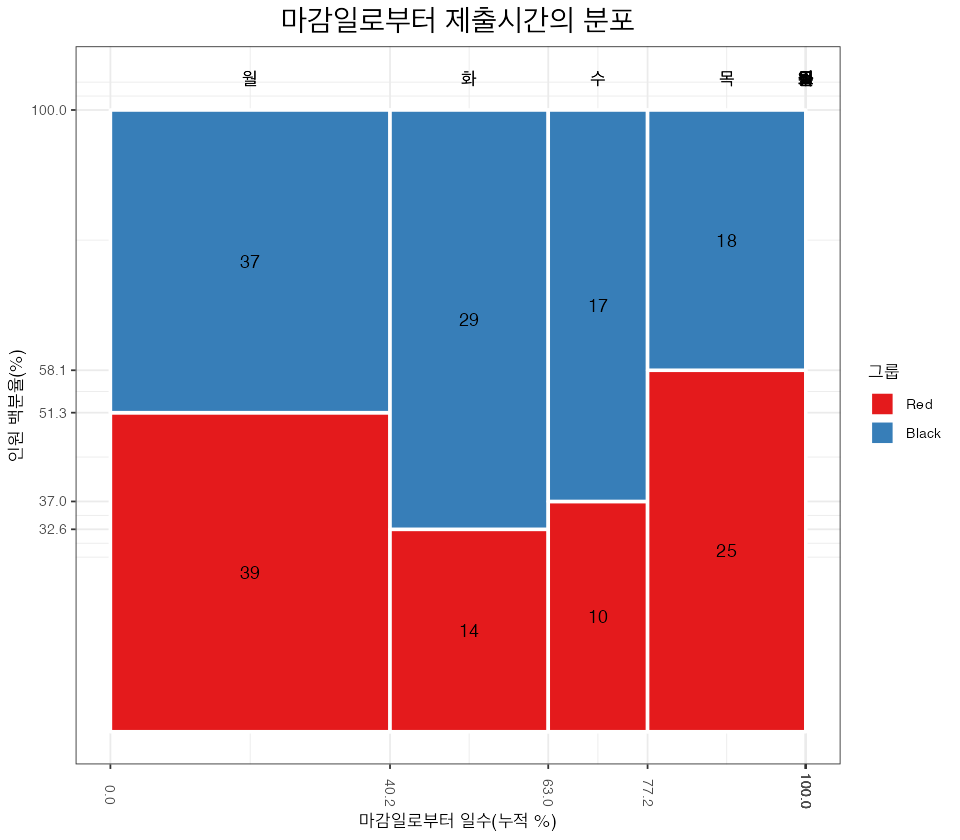 마감일로부터 제출시간의 분포
월 화 수 목
100.0
37 29 17 18
58.1
51.3
37.0
32.6
39 14 10 25
인원 백분율(%)
그룹
Red
Black
0.0 40.2 63.0 77.2 100.0
마감일로부터 일수(누적 %)